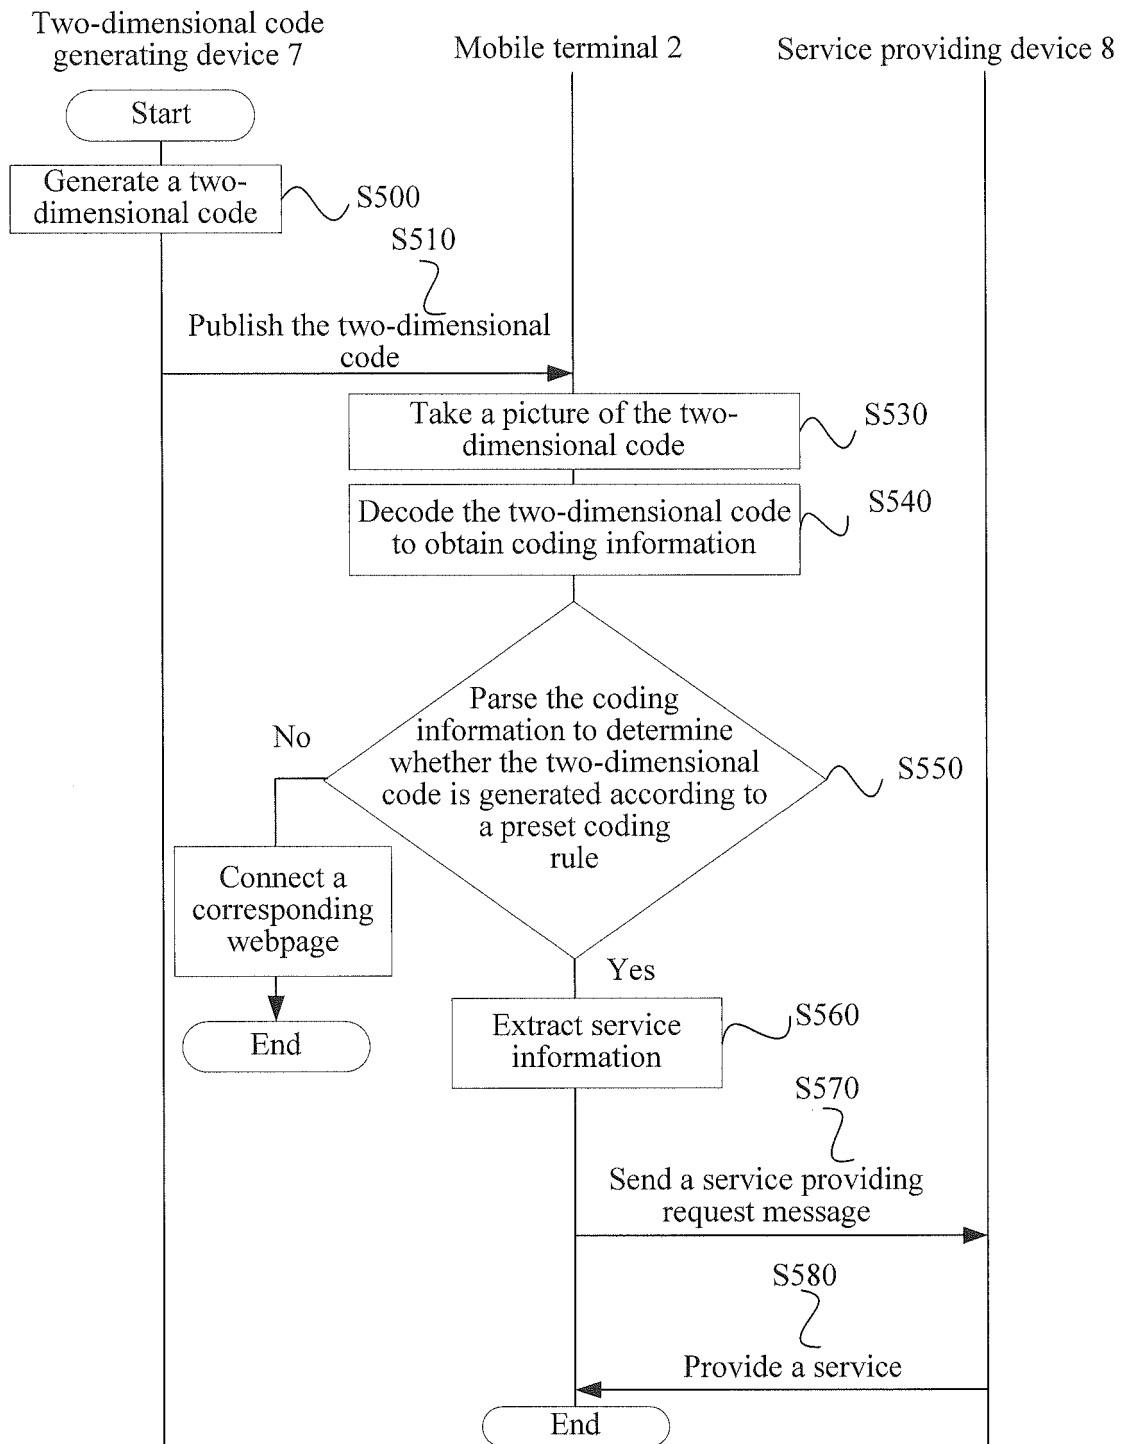 Two-dimensional code
generating device 7
Mobile terminal 2
Service providing device 8
Start
Generate a two-
dimensional code
S500
S510
Publish the two-dimensional
code
Take a picture of the two-
dimensional code
S530
Decode the two-dimensional code
to obtain coding information
S540
Parse the coding
information to determine
whether the two-dimensional
code is generated according to
a preset coding
rule
S550
No
Connect a
corresponding
webpage
End
Yes
Extract service
information
S560
S570
Send a service providing
request message
S580
Provide a service
End